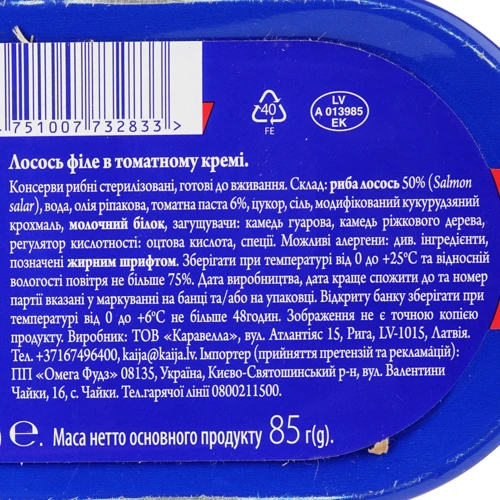 4751007732833
40
FE
LV
A 013985
EK
Лосось філе в томатному кремі.
Консерви рибні стерилізовані, готові до вживання. Склад: риба лосось 50% (Salmon
salar), вода, олія ріпакова, томатна паста 6%, цукор, сіль, модифікований кукурудзяний
крохмаль, молочний білок, загущувачи: камедь гуарова, камедь ріжкового дерева,
регулятор кислотності: оцтова кислота, спеції. Можливі алергени: див. інгредієнти,
позначені жирним шрифтом. Зберігати при температурі від 0 до +25°С та відносній
вологості повітря не більше 75%. Дата виробництва, дата краще спожити до та номер
партії вказані у маркуванні на банці та/або на упаковці. Відкриту банку зберігати при
температурі від 0 до +6°С не більше 48годин. Зображення не є точною копією
продукту. Виробник: ТОВ «Каравелла», вул. Атлантіяс 15, Рига, LV-1015, Латвія.
Тел. +37167496400, kaija@kaija.lv. Імпортер (прийняття претензій та рекламàцій):
ПП «Омега Фудз» 08135, Україна, Києво-Святошинський р-н, вул. Валентини
Чайки, 16, с. Чайки. Тел.гарячої лінії 0800211500.
) e. Маса нетто основного продукту 85 г(g).